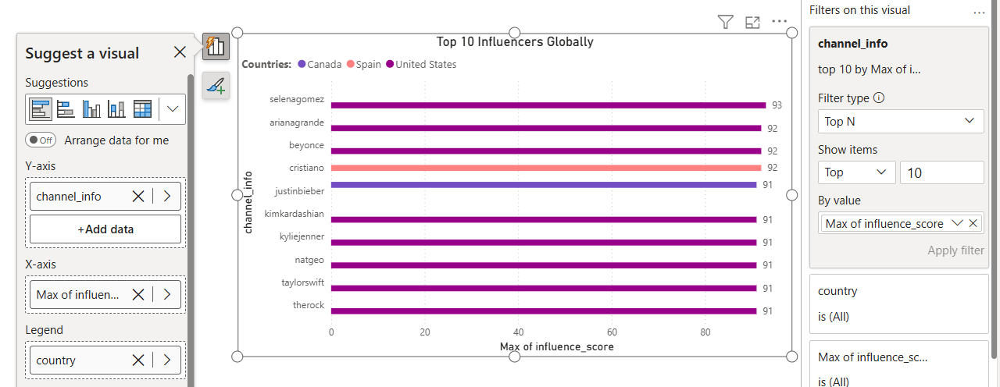 Suggest a visual
Suggestions
Off
Arrange data for me
Y-axis
channel_info
+Add data
X-axis
Max of influen...
Legend
country
Top 10 Influencers Globally
Countries: Canada Spain United States
channel_info
selenagomez 93
arianagrande 92
beyonce 92
cristiano 92
justinbieber 91
kimkardashian 91
kyliejenner 91
natgeo 91
taylorswift 91
therock 91
0 20 40 60 80
Max of influence_score
Filters on this visual
channel_info
top 10 by Max of i...
Filter type
Top N
Show items
Top 10
By value
Max of influence_score
Apply filter
country
is (All)
Max of influence_sc...
is (All)